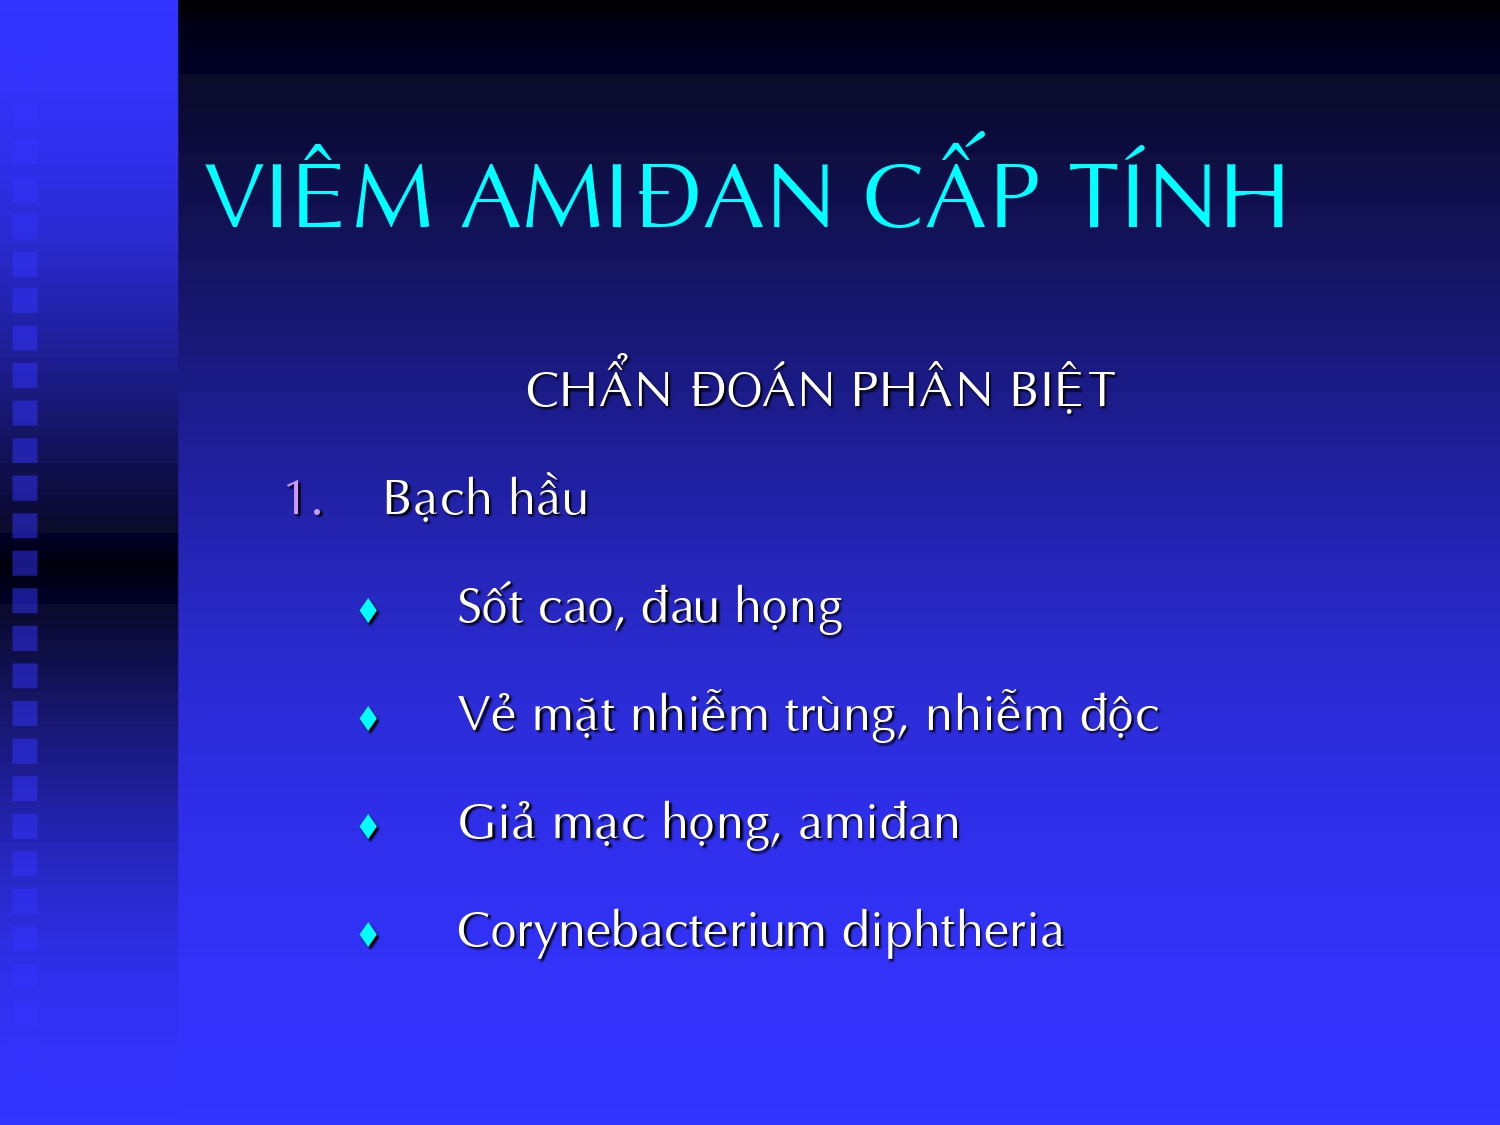 VIÊM AMIĐAN CẤP TÍNH
CHẨN ĐOÁN PHÂN BIỆT
1. Bạch hầu
♦ Sốt cao, đau họng
♦ Vẻ mặt nhiễm trùng, nhiễm độc
♦ Giả mạc họng, amiđan
♦ Corynebacterium diphtheria